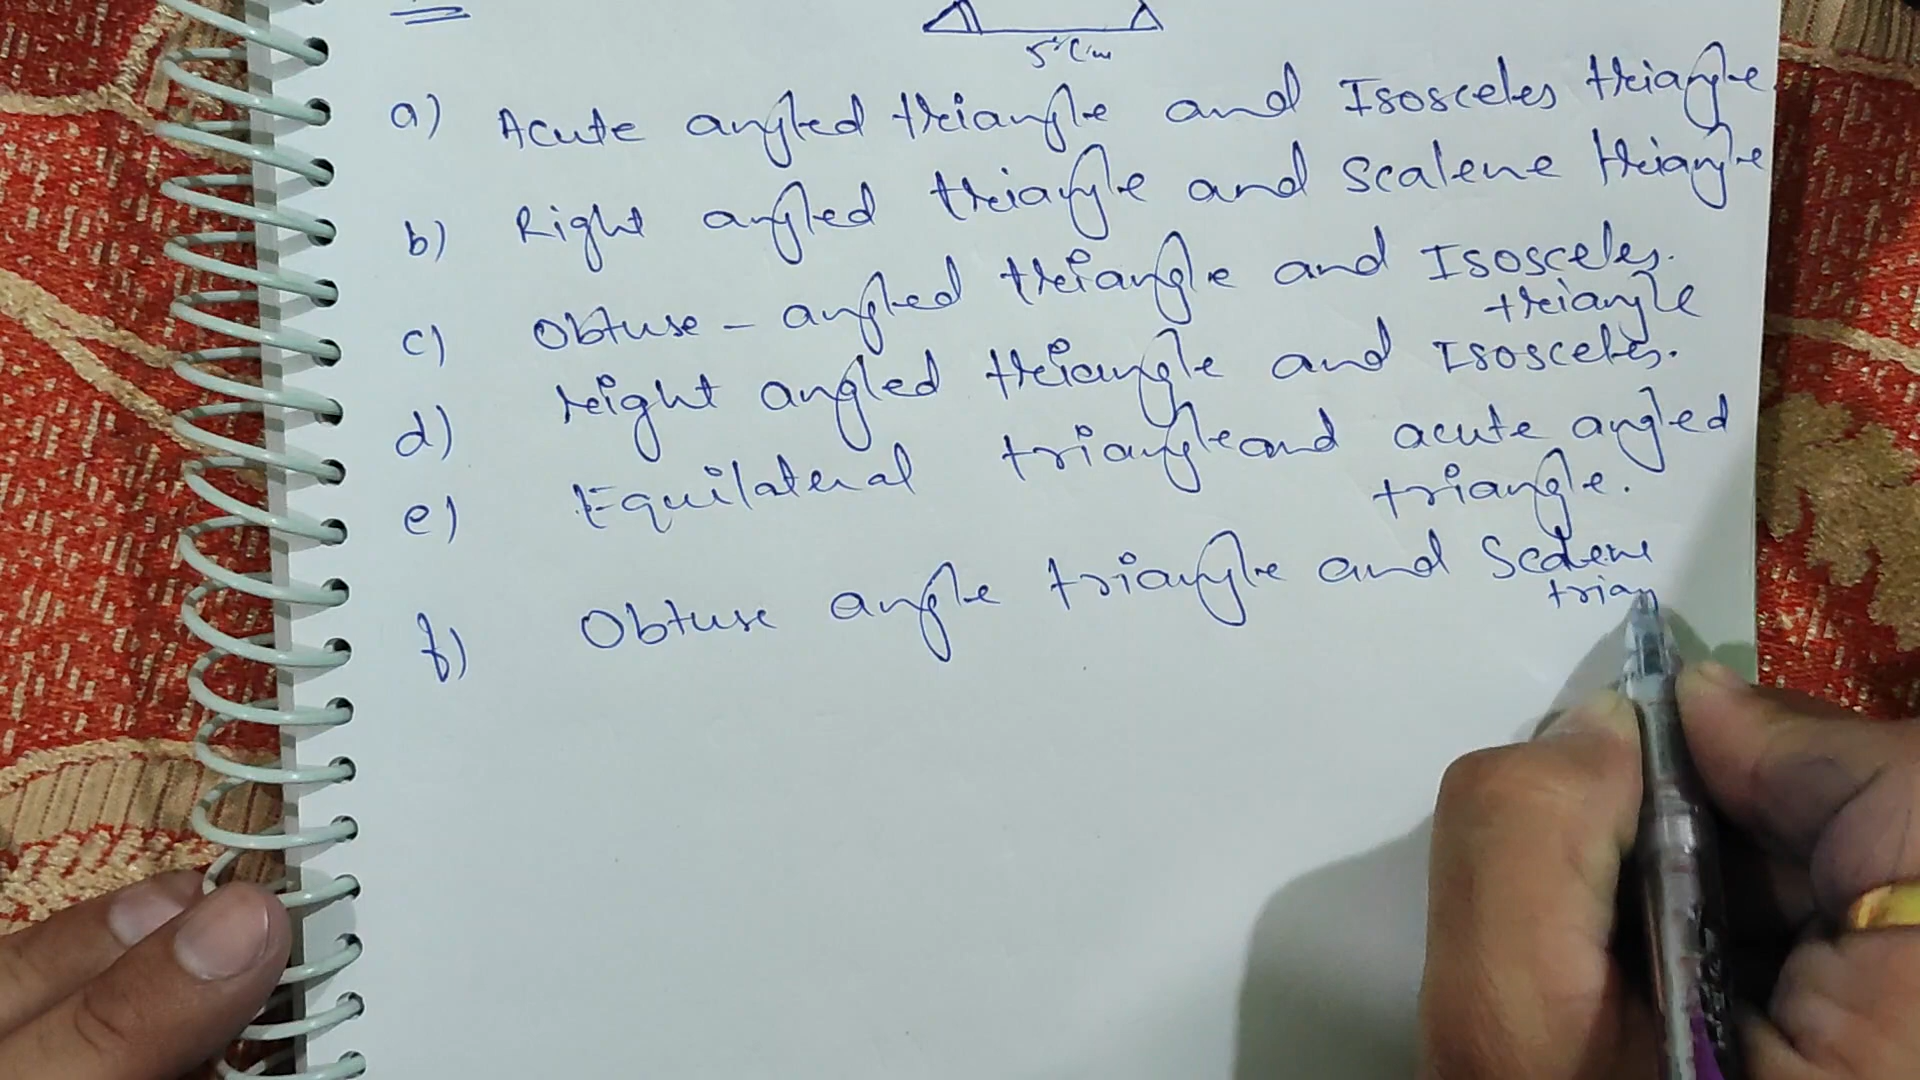 5 cm
a) Acute angled triangle and Isosceles triangle
b) Right angled triangle and Scalene triangle
c) Obtuse - angled triangle and Isosceles.
triangle
d) right angled triangle and Isosceles.
e) Equilateral triangle and acute angled
triangle.
f) Obtuse angle triangle and Scalene
triang